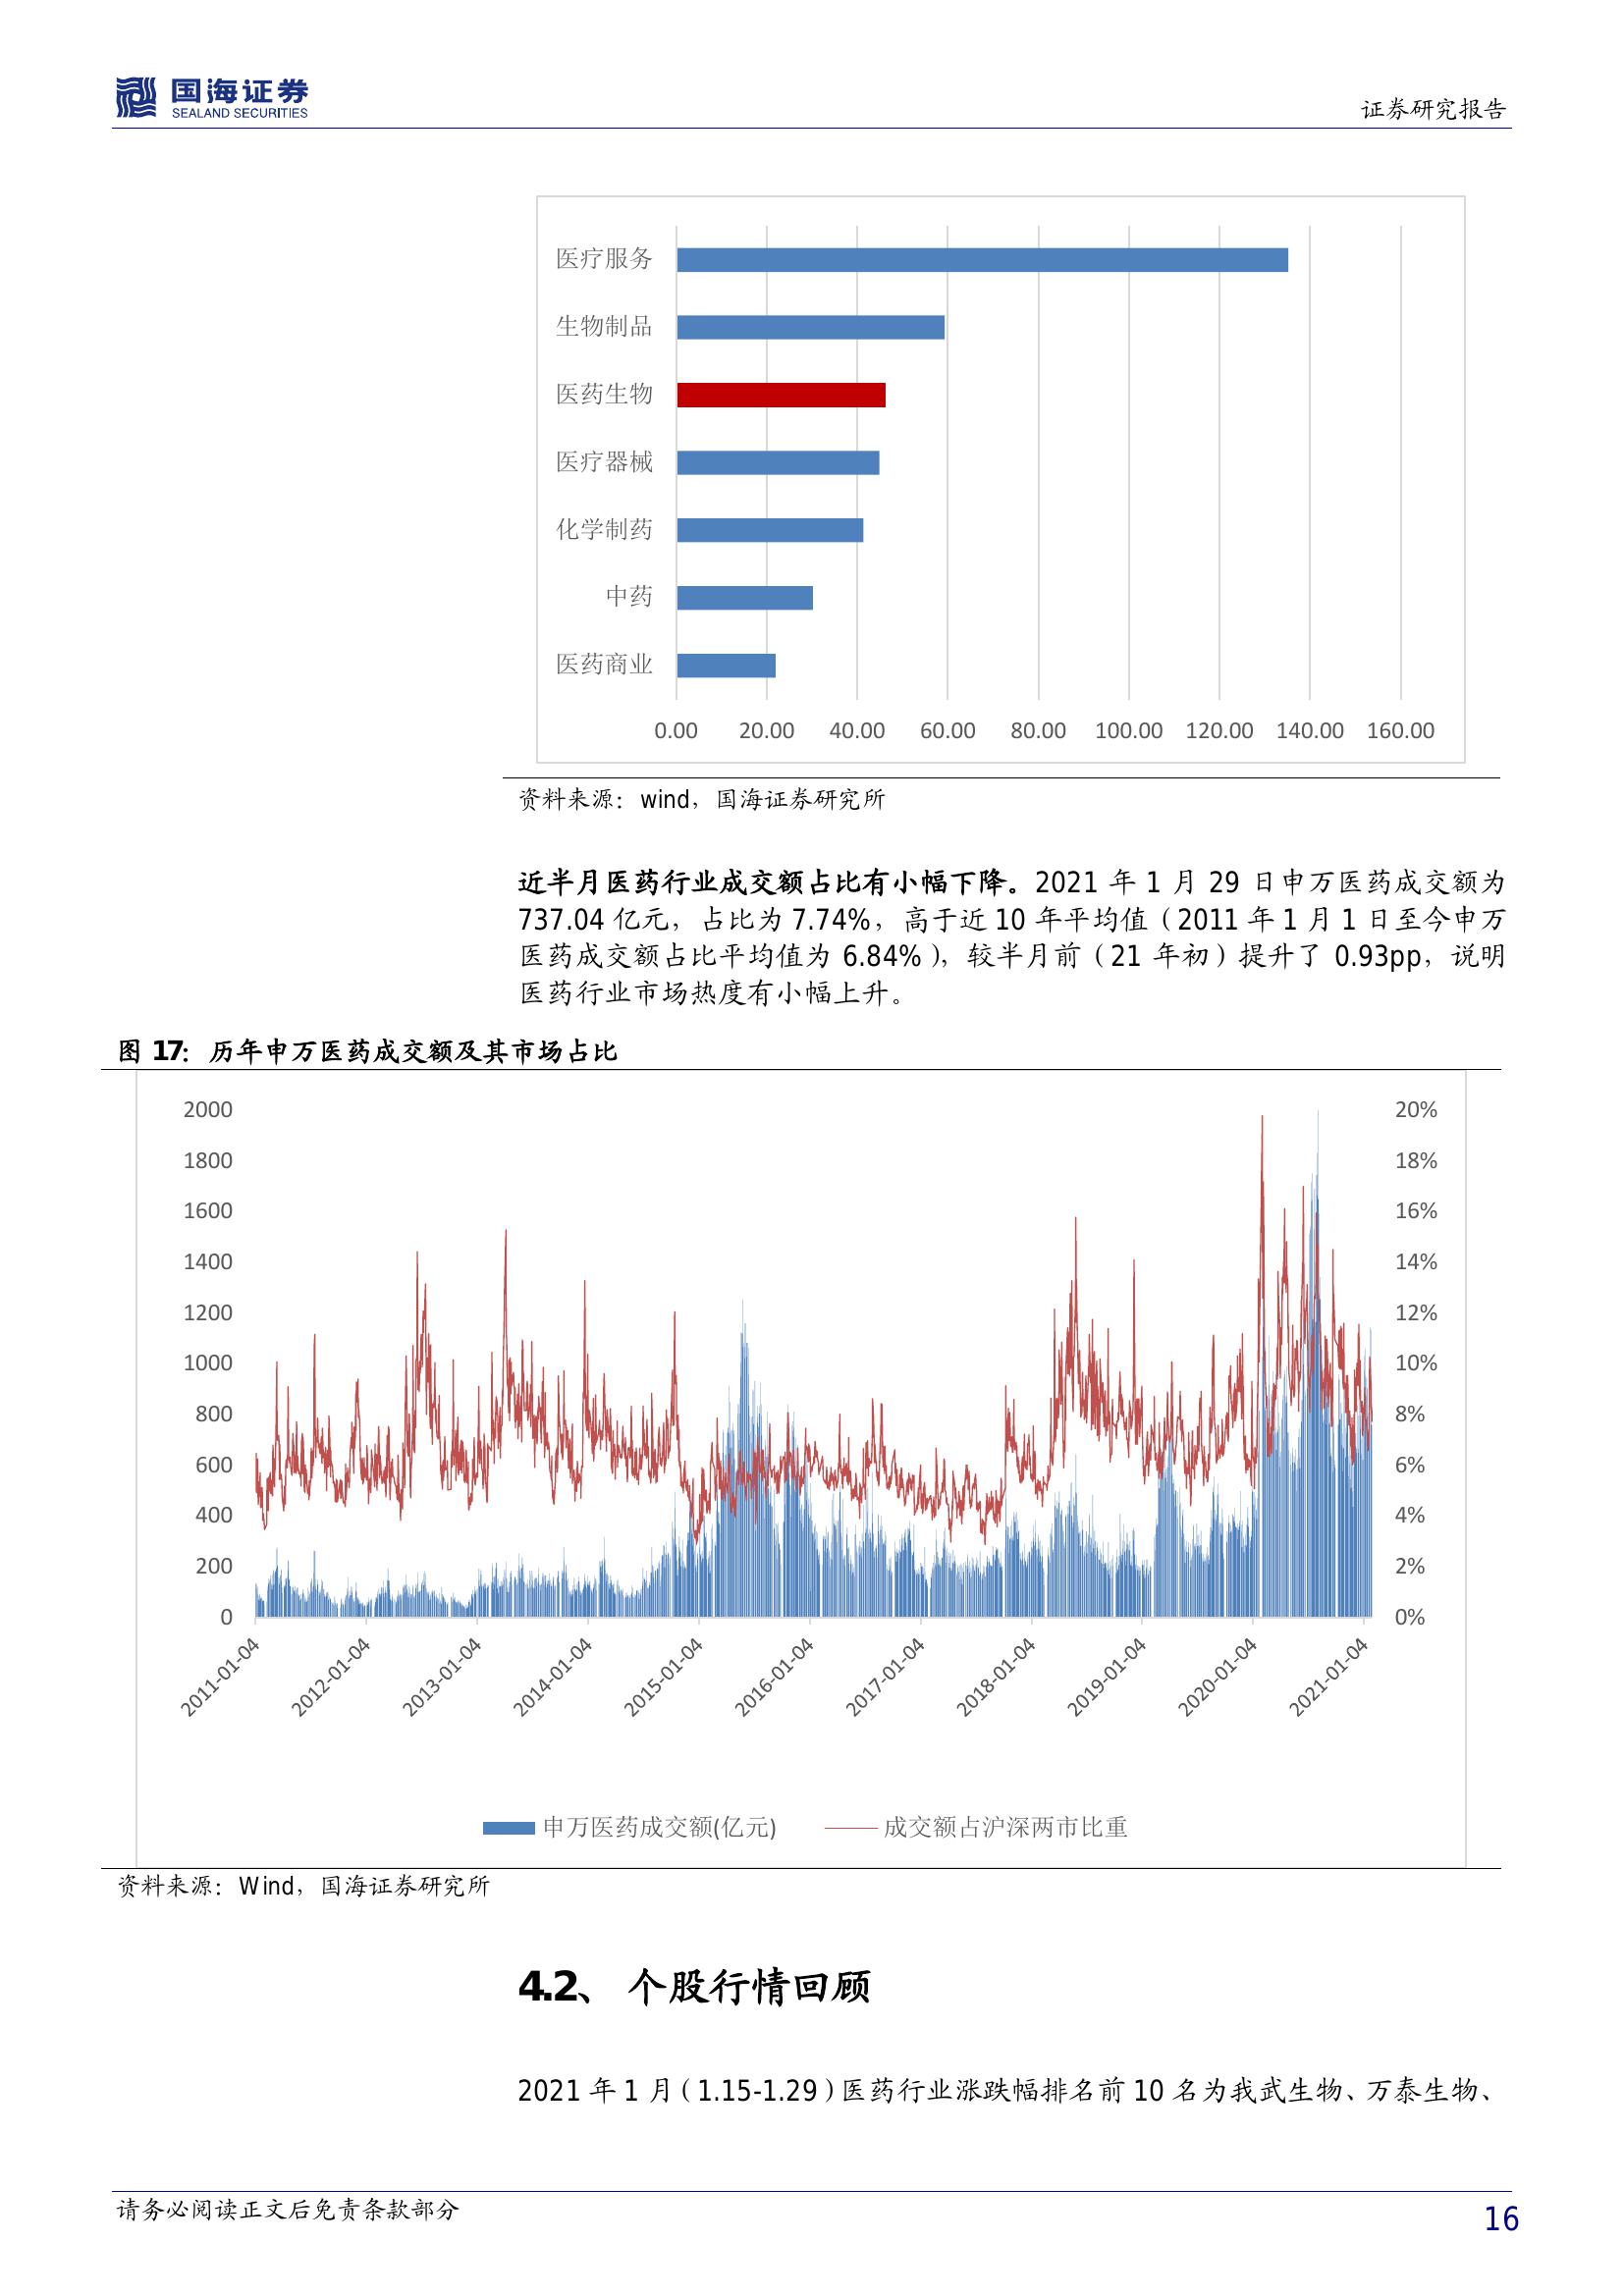 国海证券
SEALAND SECURITIES
证券研究报告
医疗服务
生物制品
医药生物
医疗器械
化学制药
中药
医药商业
0.00 20.00 40.00 60.00 80.00 100.00 120.00 140.00 160.00
资料来源：wind，国海证券研究所
近半月医药行业成交额占比有小幅下降。2021 年 1 月 29 日申万医药成交额为
737.04 亿元，占比为 7.74%，高于近 10 年平均值（2011 年 1 月 1 日至今申万
医药成交额占比平均值为 6.84%），较半月前（21 年初）提升了 0.93pp，说明
医药行业市场热度有小幅上升。
图 17：历年申万医药成交额及其市场占比
2000 20%
1800 18%
1600 16%
1400 14%
1200 12%
1000 10%
800 8%
600 6%
400 4%
200 2%
0 0%
2011-01-04 2012-01-04 2013-01-04 2014-01-04 2015-01-04 2016-01-04 2017-01-04 2018-01-04 2019-01-04 2020-01-04 2021-01-04
申万医药成交额(亿元) 成交额占沪深两市比重
资料来源：Wind，国海证券研究所
4.2、 个股行情回顾
2021 年 1 月（1.15-1.29）医药行业涨跌幅排名前 10 名为我武生物、万泰生物、
请务必阅读正文后免责条款部分
16